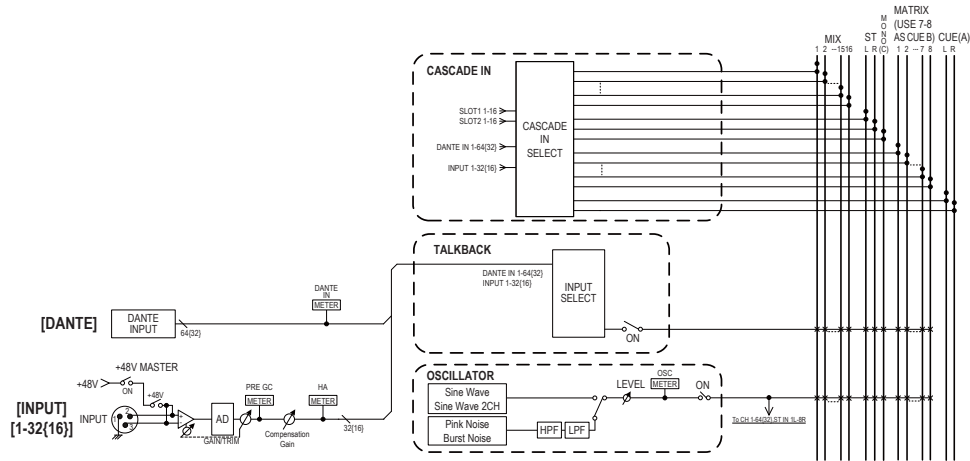 MATRIX
(USE 7-8
AS CUE B)
MONO
(C)
MIX
ST
CUE(A)
1 2 ---1516
L R
1 2 --- 7 8
L R
CASCADE IN
SLOT1 1-16
SLOT2 1-16
DANTE IN 1-64{32}
INPUT 1-32{16}
CASCADE
IN
SELECT
TALKBACK
DANTE IN 1-64{32}
INPUT 1-32{16}
INPUT
SELECT
ON
[DANTE]
DANTE
INPUT
64{32}
DANTE
IN
METER
OSCILLATOR
Sine Wave
Sine Wave 2CH
Pink Noise
Burst Noise
HPF
LPF
LEVEL
OSC
METER
ON
To CH 1-64{32},ST IN 1L-8R
+48V MASTER
+48V
ON
+48V
[INPUT]
[1-32{16}]
INPUT
1
2
3
+
-
AD
GAIN/TRIM
PRE GC
METER
Compensation
Gain
HA
METER
32{16}